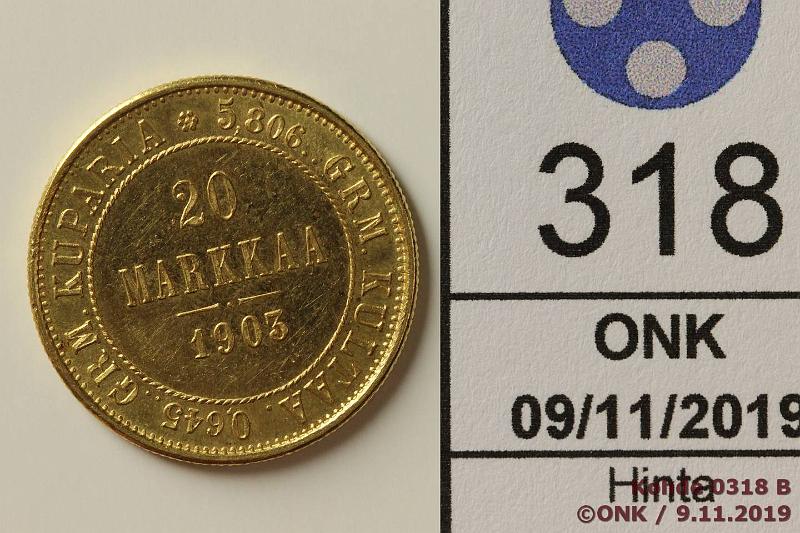 5,806. GRM. KULTAA. 0,645. GRM. KUPARIA
20
MARKKAA
1903
318
ONK
09/11/2019
Hinta
Kohde 0318 B
©ONK / 9.11.2019